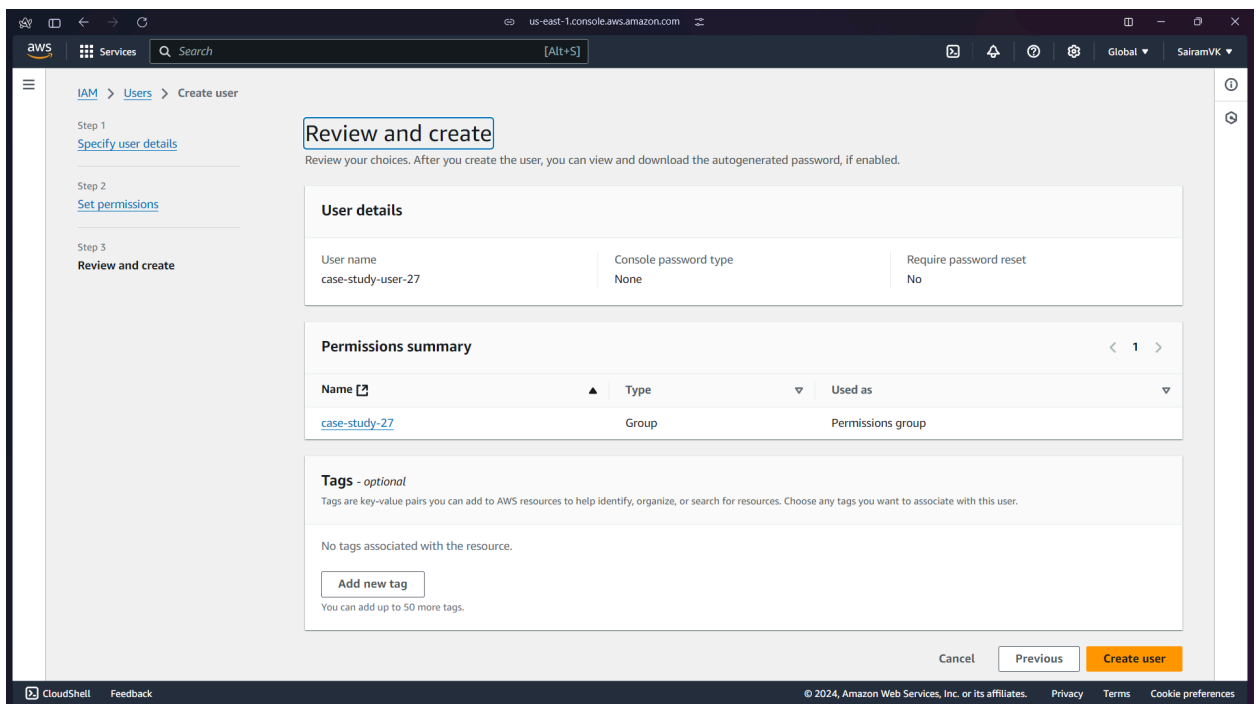 us-east-1.console.aws.amazon.com
aws Services Search [Alt+S] Global SairamVK
IAM > Users > Create user
Step 1
Specify user details
Step 2
Set permissions
Step 3
Review and create
Review and create
Review your choices. After you create the user, you can view and download the autogenerated password, if enabled.
User details
User name Console password type Require password reset
case-study-user-27 None No
Permissions summary 1
Name Type Used as
case-study-27 Group Permissions group
Tags - optional
Tags are key-value pairs you can add to AWS resources to help identify, organize, or search for resources. Choose any tags you want to associate with this user.
No tags associated with the resource.
Add new tag
You can add up to 50 more tags.
Cancel Previous Create user
CloudShell Feedback © 2024, Amazon Web Services, Inc. or its affiliates. Privacy Terms Cookie preferences